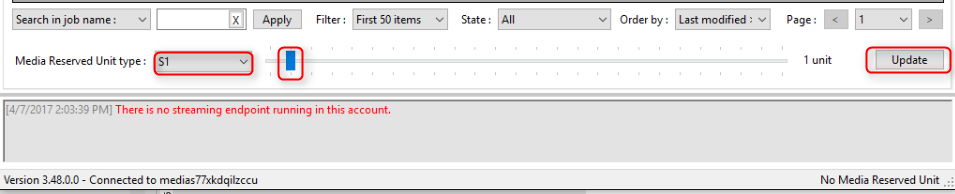 Search in job name : X Apply Filter : First 50 items State : All Order by : Last modified > Page : < 1 >
Media Reserved Unit type : S1 1 unit Update
[4/7/2017 2:03:39 PM] There is no streaming endpoint running in this account.
Version 3.48.0.0 - Connected to medias77xkdqilzccu No Media Reserved Unit